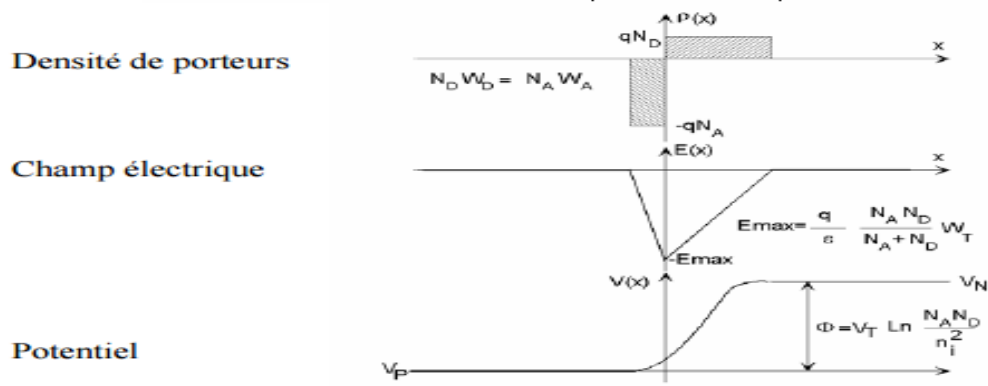 ρ(x)
qN_D
x
Densité de porteurs
N_D W_D = N_A W_A
-qN_A
E(x)
x
Champ électrique
Emax= q/ε N_A N_D/N_A+N_D W_T
-Emax
V(x)
V_N
Φ=V_T Ln N_A N_D/n_i^2
Potentiel
V_P